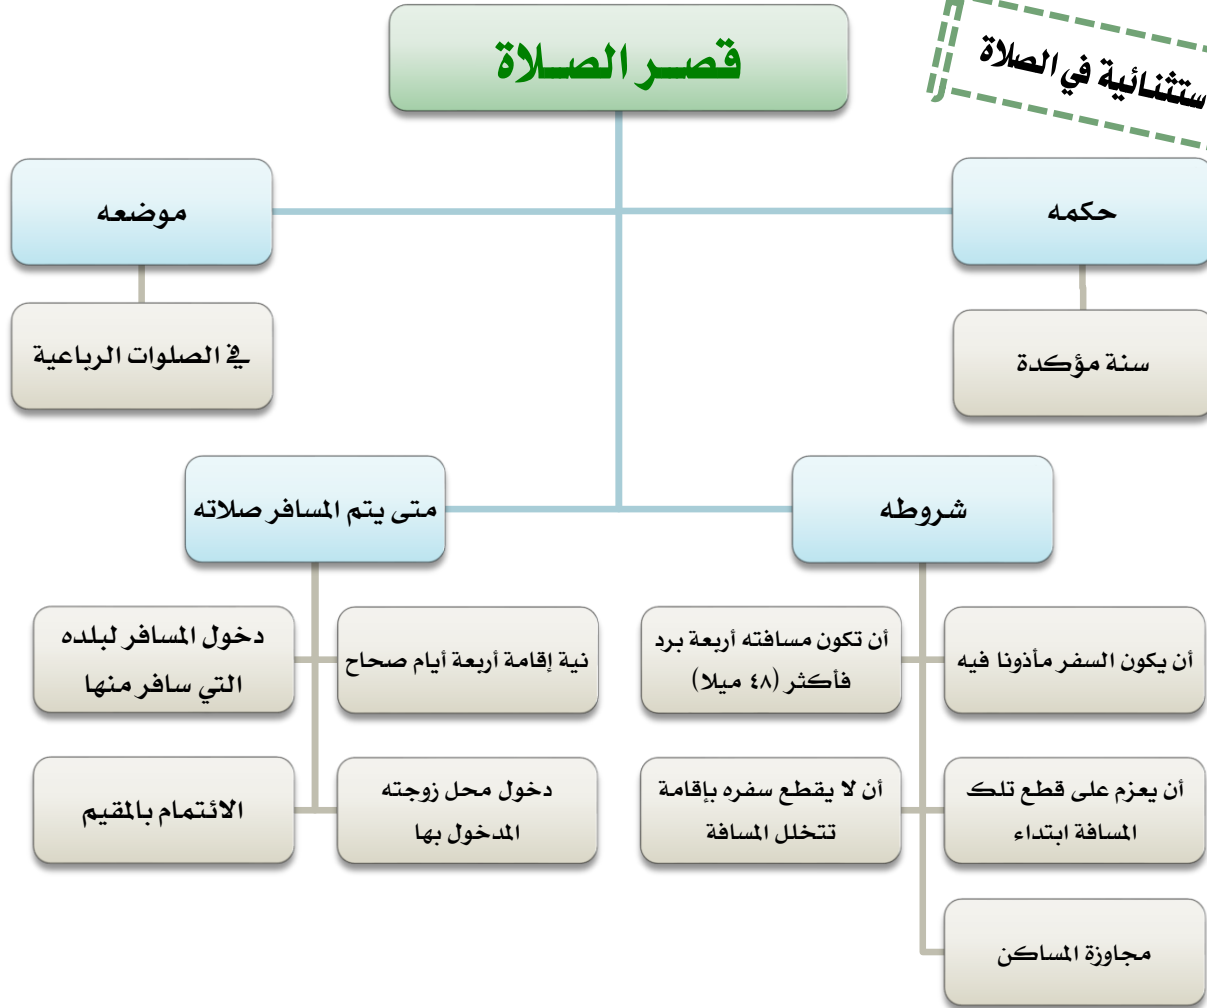 قصر الصلاة
ستثنائية في الصلاة
حكمه
موضعه
سنة مؤكدة
في الصلوات الرباعية
شروطه
متى يتم المسافر صلاته
أن يكون السفر مأذونا فيه
أن تكون مسافته أربعة برد
فأكثر (٤٨ ميلا)
أن يعزم على قطع تلك
المسافة ابتداء
أن لا يقطع سفره بإقامة
تتخلل المسافة
مجاوزة المساكن
نية إقامة أربعة أيام صحاح
دخول المسافر لبلده
التي سافر منها
دخول محل زوجته
المدخول بها
الائتمام بالمقيم